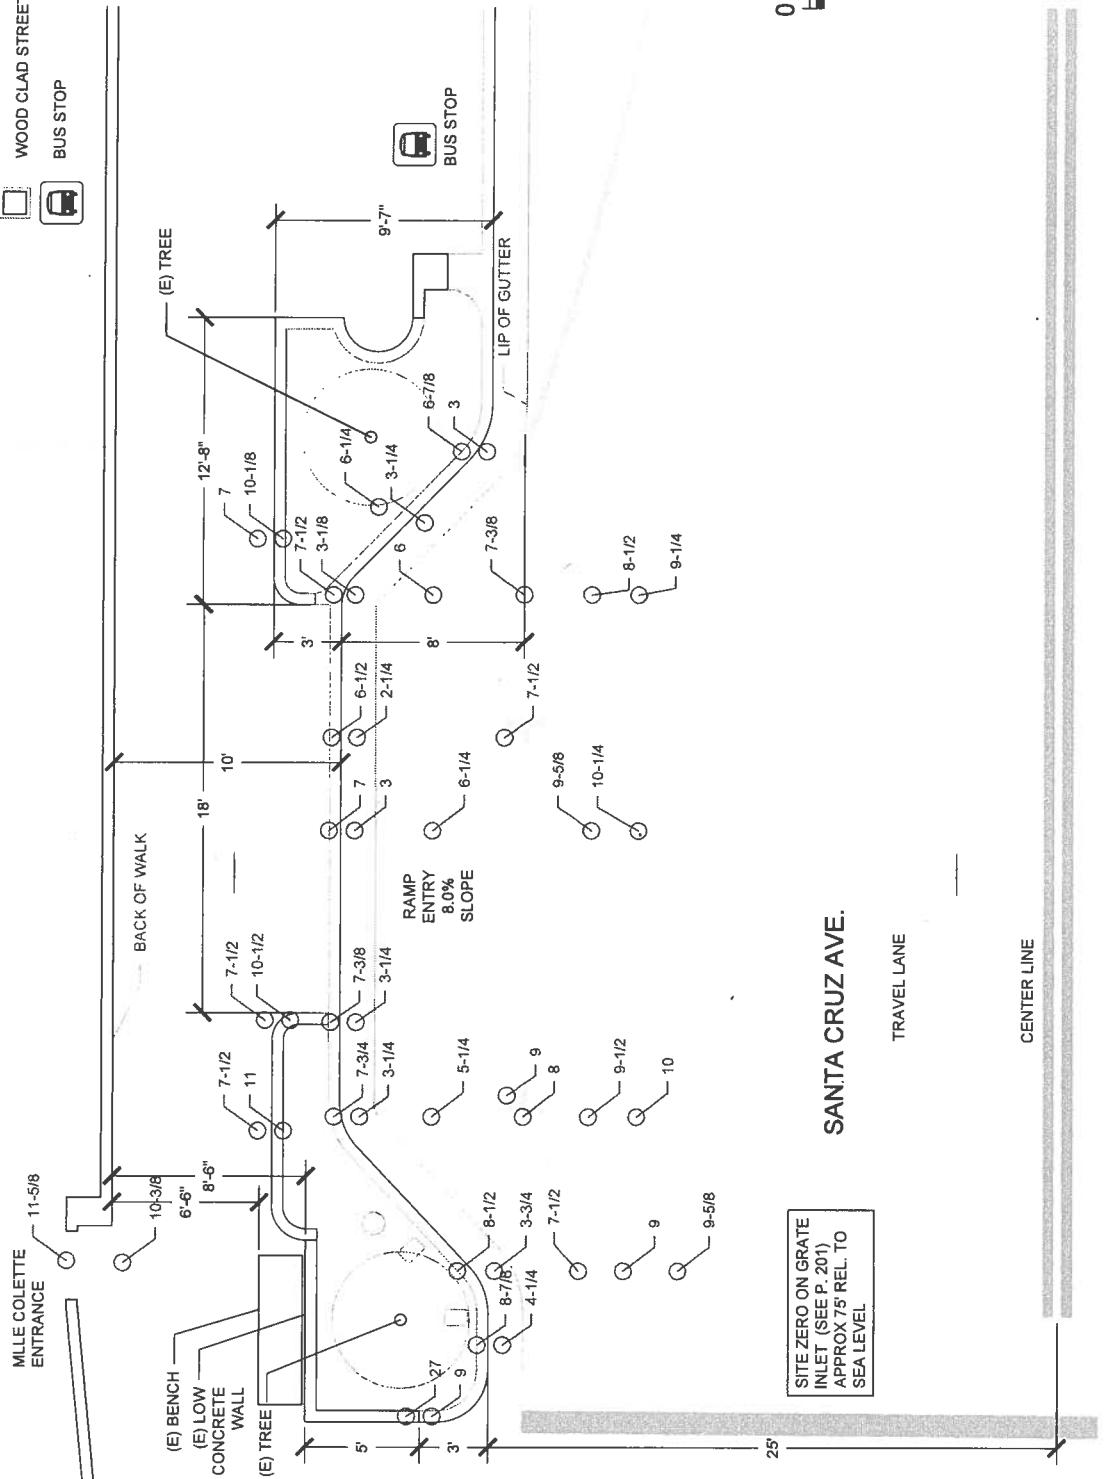 WOOD CLAD STREET
BUS STOP
0
BUS STOP
(E) TREE
9'-7"
LIP OF GUTTER
12'-8"
7
10-1/8
7-1/2
3-1/8
6-1/4
3-1/4
6-7/8
3
6
7-3/8
8-1/2
9-1/4
3'
8'
6-1/2
2-1/4
7-1/2
10'
18'
7
3
6-1/4
9-5/8
10-1/4
BACK OF WALK
RAMP
ENTRY
8.0%
SLOPE
7-1/2
10-1/2
7-3/8
3-1/4
7-1/2
11
7-3/4
3-1/4
5-1/4
9
8
9-1/2
10
SANTA CRUZ AVE.
TRAVEL LANE
CENTER LINE
MLLE COLETTE
ENTRANCE
11-5/8
10-3/8
6'-6"
8'-6"
8-1/2
3-3/4
7-1/2
9
9-5/8
8-7/8
4-1/4
(E) BENCH
(E) LOW
CONCRETE
WALL
(E) TREE
27
9
5'
3'
25'
SITE ZERO ON GRATE
INLET (SEE P. 201)
APPROX 75' REL. TO
SEA LEVEL